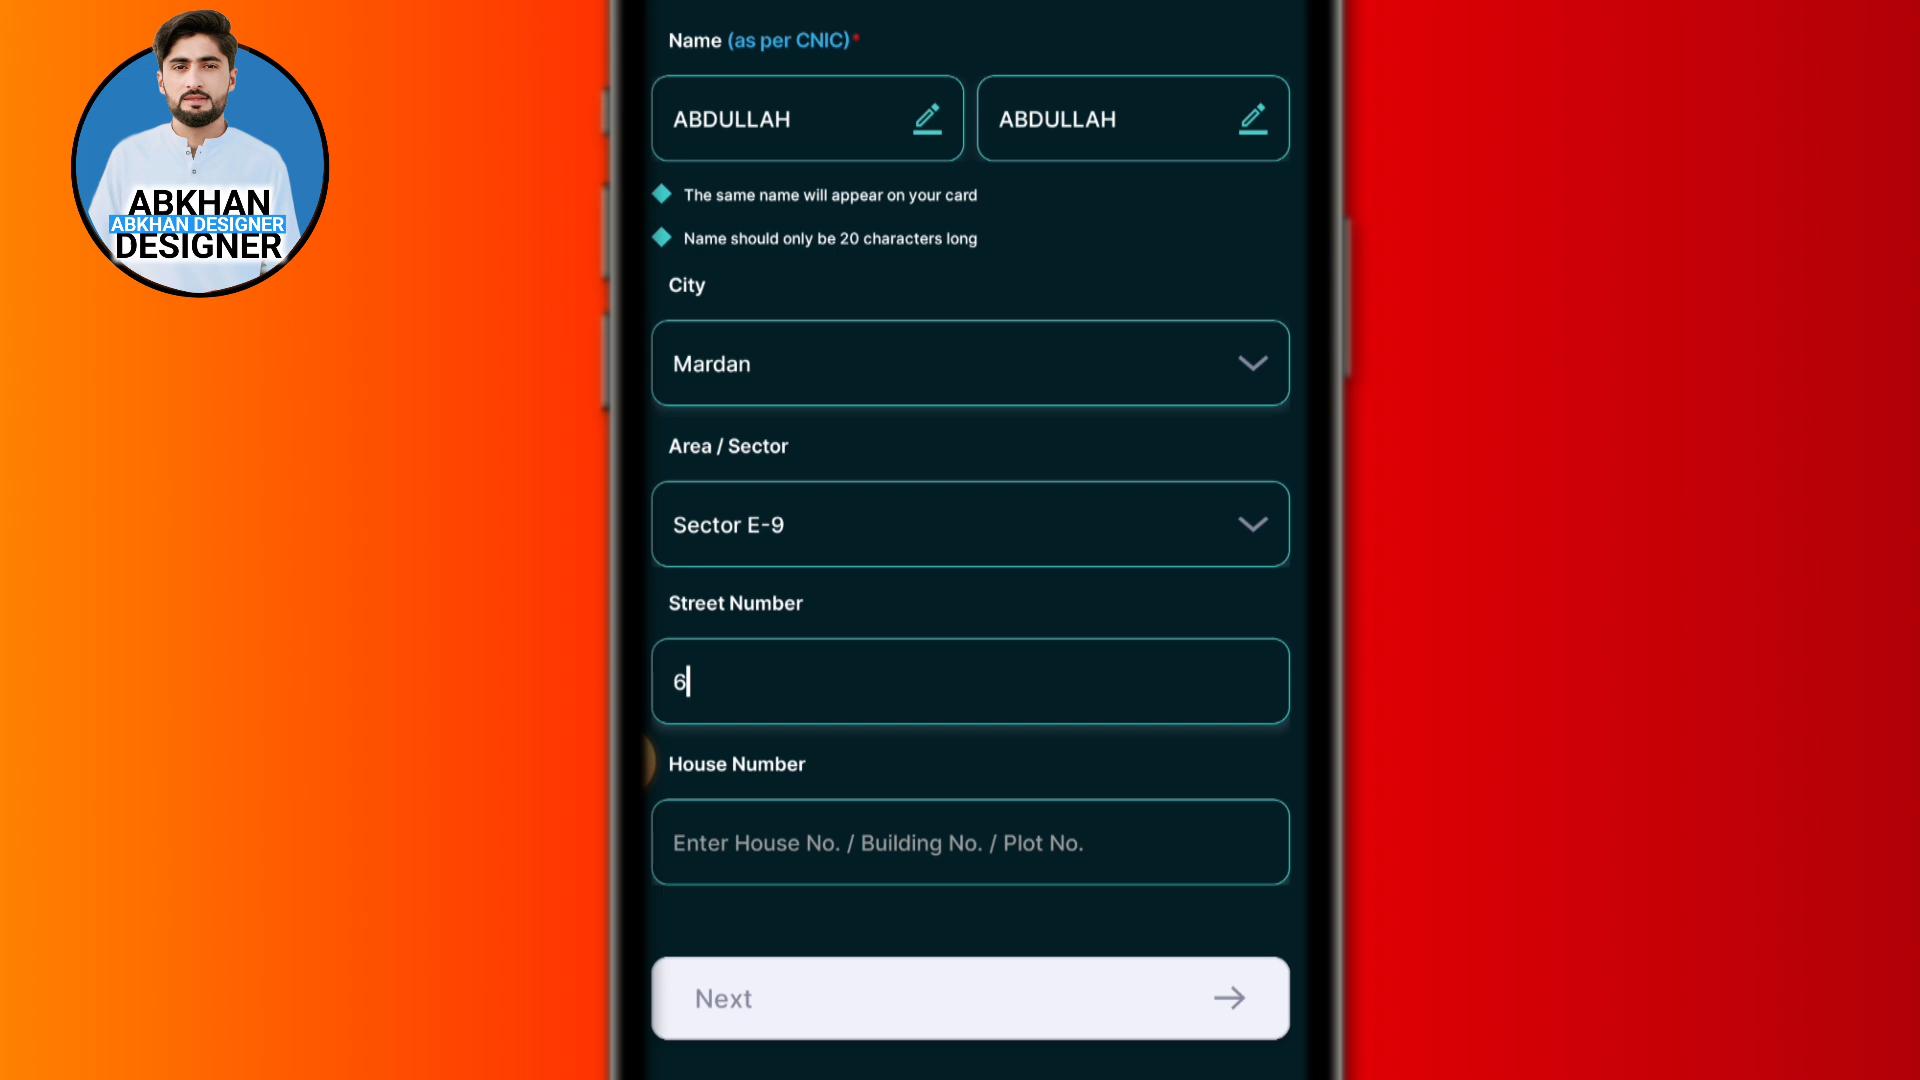 ABKHAN
ABKHAN DESIGNER
DESIGNER
Name (as per CNIC)*
ABDULLAH ABDULLAH
The same name will appear on your card
Name should only be 20 characters long
City
Mardan
Area / Sector
Sector E-9
Street Number
6
House Number
Enter House No. / Building No. / Plot No.
Next